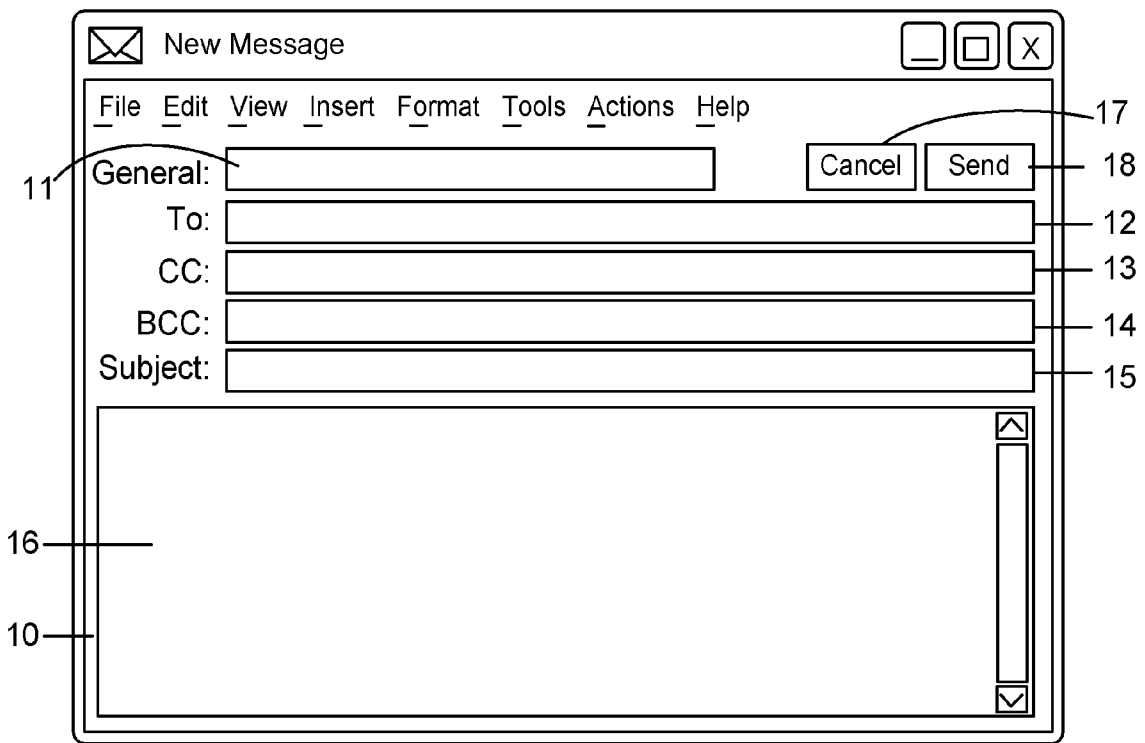 New Message X
File Edit View Insert Format Tools Actions Help
17
11 General: Cancel Send 18
To: 12
CC: 13
BCC: 14
Subject: 15
16
10